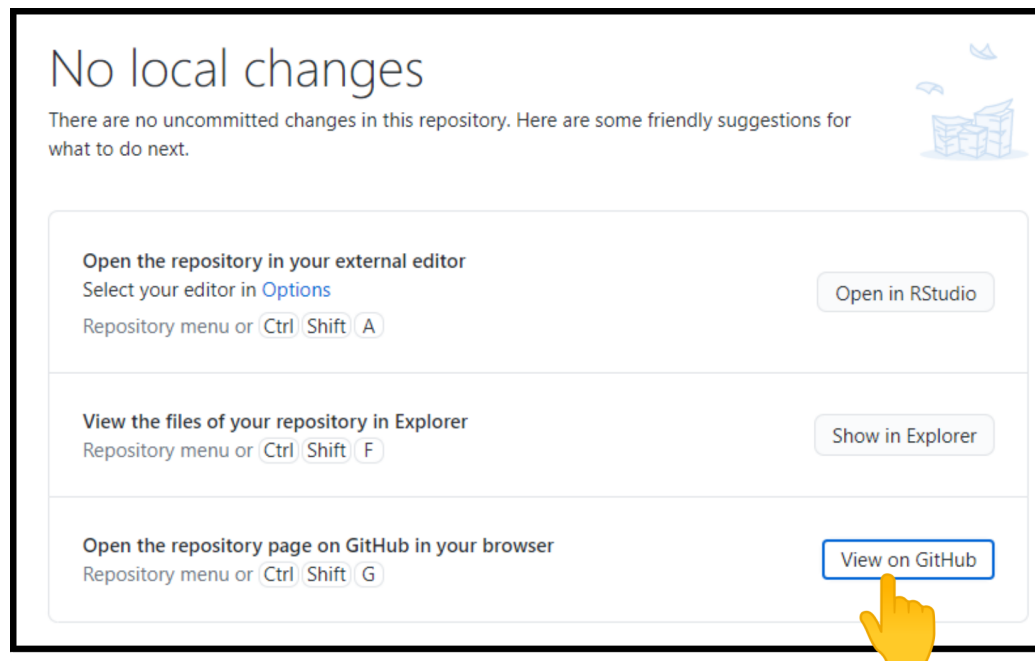 No local changes
There are no uncommitted changes in this repository. Here are some friendly suggestions for
what to do next.
Open the repository in your external editor
Select your editor in Options
Repository menu or Ctrl Shift A
Open in RStudio
View the files of your repository in Explorer
Repository menu or Ctrl Shift F
Show in Explorer
Open the repository page on GitHub in your browser
Repository menu or Ctrl Shift G
View on GitHub